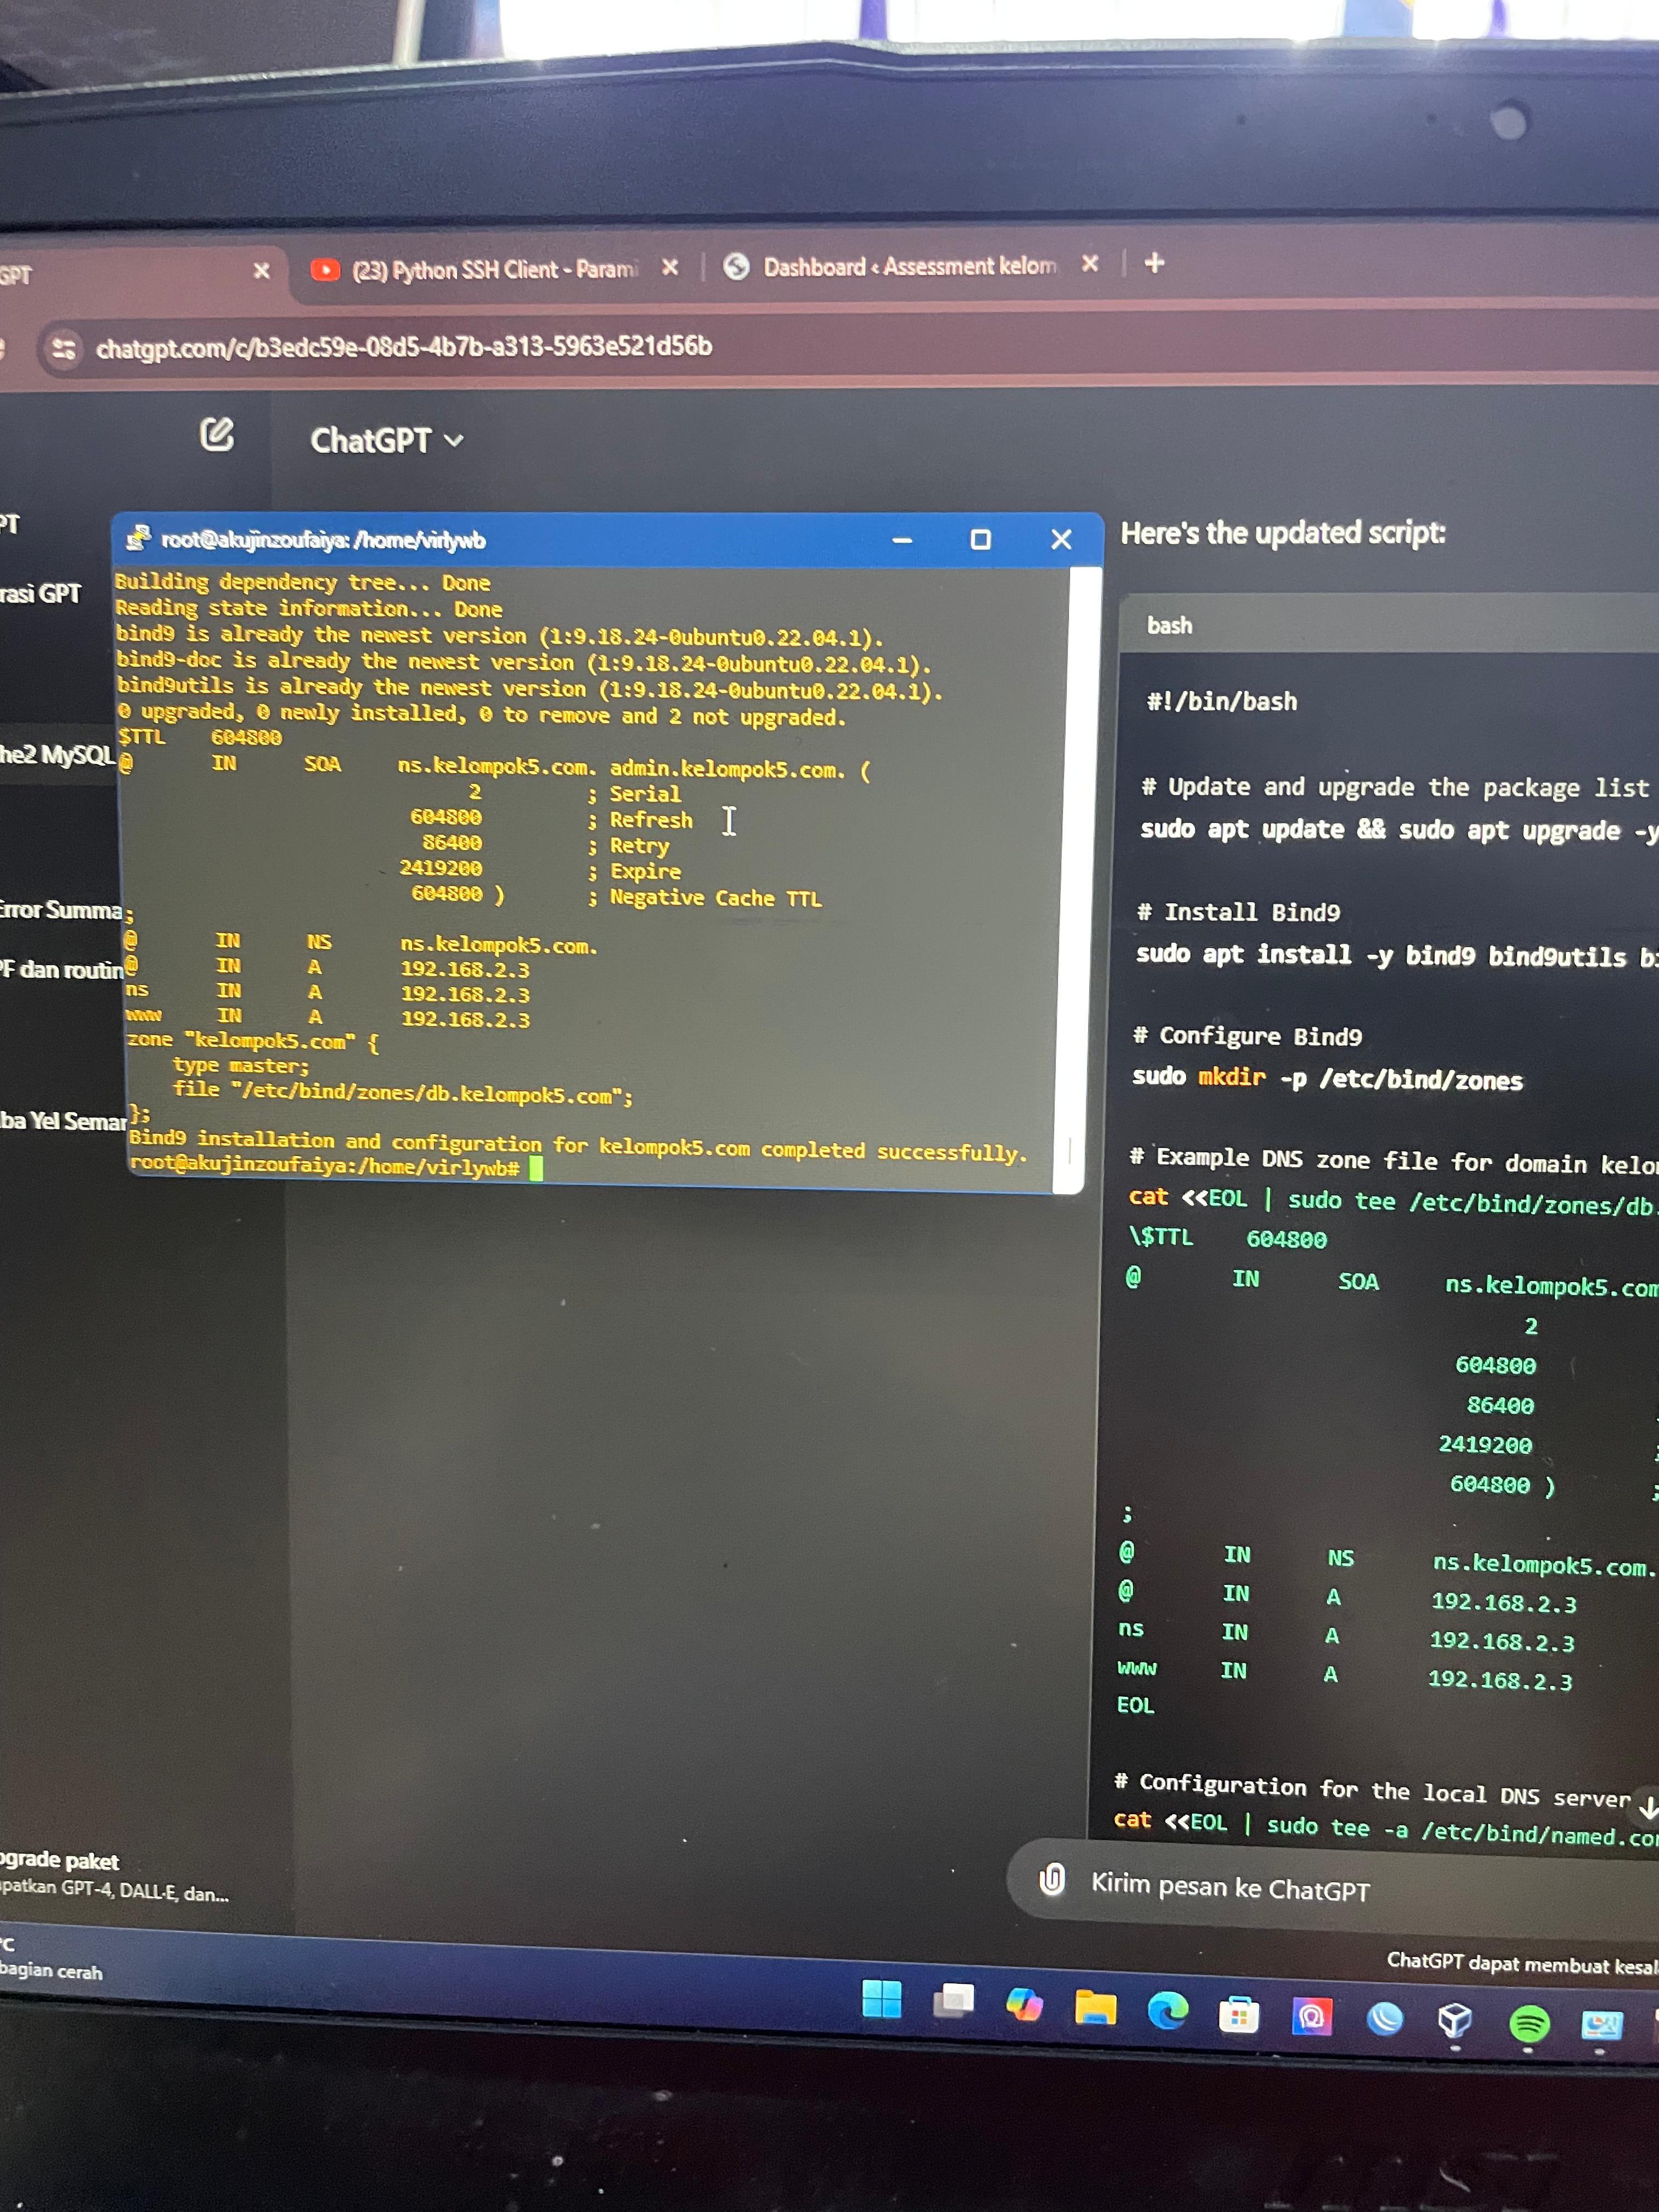 GPT
(23) Python SSH Client - Parami
Dashboard ‹ Assessment kelom
chatgpt.com/c/b3edc59e-08d5-4b7b-a313-5963e521d56b
ChatGPT
PT
rasi GPT
he2 MySQL
Error Summa
PF dan routin
ba Yel Semar
root@akujinzoufaiya: /home/virlywb
Building dependency tree... Done
Reading state information... Done
bind9 is already the newest version (1:9.18.24-0ubuntu0.22.04.1).
bind9-doc is already the newest version (1:9.18.24-0ubuntu0.22.04.1).
bind9utils is already the newest version (1:9.18.24-0ubuntu0.22.04.1).
0 upgraded, 0 newly installed, 0 to remove and 2 not upgraded.
$TTL 604800
@ IN SOA ns.kelompok5.com. admin.kelompok5.com. (
2 ; Serial
604800 ; Refresh
86400 ; Retry
2419200 ; Expire
604800 ) ; Negative Cache TTL
;
@ IN NS ns.kelompok5.com.
@ IN A 192.168.2.3
ns IN A 192.168.2.3
www IN A 192.168.2.3
zone "kelompok5.com" {
type master;
file "/etc/bind/zones/db.kelompok5.com";
};
Bind9 installation and configuration for kelompok5.com completed successfully.
root@akujinzoufaiya:/home/virlywb#
Here's the updated script:
bash
#!/bin/bash
# Update and upgrade the package list
sudo apt update && sudo apt upgrade -y
# Install Bind9
sudo apt install -y bind9 bind9utils bi
# Configure Bind9
sudo mkdir -p /etc/bind/zones
# Example DNS zone file for domain kelo
cat <<EOL | sudo tee /etc/bind/zones/db.
\$TTL 604800
@ IN SOA ns.kelompok5.com
2
604800
86400
2419200 ;
604800 ) ;
;
@ IN NS ns.kelompok5.com.
@ IN A 192.168.2.3
ns IN A 192.168.2.3
www IN A 192.168.2.3
EOL
# Configuration for the local DNS server
cat <<EOL | sudo tee -a /etc/bind/named.con
Kirim pesan ke ChatGPT
ChatGPT dapat membuat kesal
pgrade paket
patkan GPT-4, DALL·E, dan...
°C
bagian cerah